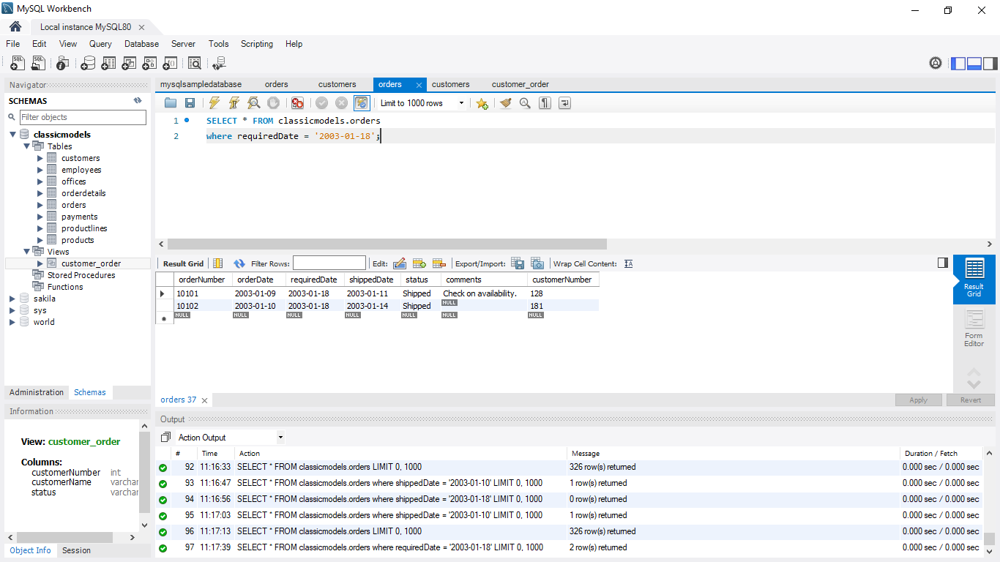 MySQL Workbench
Local instance MySQL80
File Edit View Query Database Server Tools Scripting Help
Navigator
SCHEMAS
Filter objects
classicmodels
Tables
customers
employees
offices
orderdetails
orders
payments
productlines
products
Views
customer_order
Stored Procedures
Functions
sakila
sys
world
Administration Schemas
Information
View: customer_order
Columns:
customerNumber int
customerName varchar
status varchar
Object Info Session
mysqlsampledatabase orders customers orders customers customer_order
Limit to 1000 rows
1 SELECT * FROM classicmodels.orders
2 where requiredDate = '2003-01-18';
Result Grid Filter Rows: Edit: Export/Import: Wrap Cell Content:
orderNumber orderDate requiredDate shippedDate status comments customerNumber
10101 2003-01-09 2003-01-18 2003-01-11 Shipped Check on availability. 128
10102 2003-01-10 2003-01-18 2003-01-14 Shipped NULL 181
NULL NULL NULL NULL NULL NULL
Result
Grid
Form
Editor
orders 37
Apply Revert
Output
Action Output
# Time Action Message Duration / Fetch
92 11:16:33 SELECT * FROM classicmodels.orders LIMIT 0, 1000 326 row(s) returned 0.000 sec / 0.000 sec
93 11:16:47 SELECT * FROM classicmodels.orders where shippedDate = '2003-01-10' LIMIT 0, 1000 1 row(s) returned 0.000 sec / 0.000 sec
94 11:16:56 SELECT * FROM classicmodels.orders where shippedDate = '2003-01-18' LIMIT 0, 1000 0 row(s) returned 0.000 sec / 0.000 sec
95 11:17:03 SELECT * FROM classicmodels.orders where shippedDate = '2003-01-10' LIMIT 0, 1000 1 row(s) returned 0.000 sec / 0.000 sec
96 11:17:13 SELECT * FROM classicmodels.orders LIMIT 0, 1000 326 row(s) returned 0.000 sec / 0.000 sec
97 11:17:39 SELECT * FROM classicmodels.orders where requiredDate = '2003-01-18' LIMIT 0, 1000 2 row(s) returned 0.000 sec / 0.000 sec